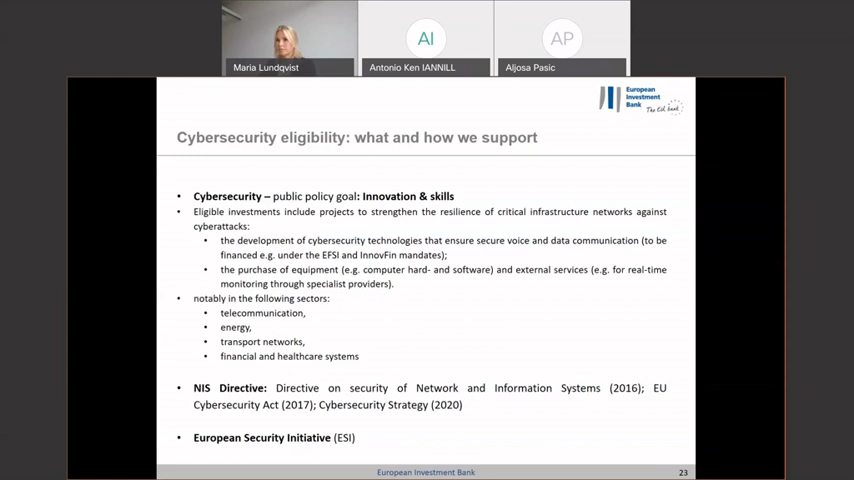 AI
AP
Maria Lundqvist
Antonio Ken IANNILL
Aljosa Pasic
European
Investment
Bank
The EU bank
Cybersecurity eligibility: what and how we support
• Cybersecurity – public policy goal: Innovation & skills
• Eligible investments include projects to strengthen the resilience of critical infrastructure networks against
cyberattacks:
• the development of cybersecurity technologies that ensure secure voice and data communication (to be
financed e.g. under the EFSI and InnovFin mandates);
• the purchase of equipment (e.g. computer hard- and software) and external services (e.g. for real-time
monitoring through specialist providers).
• notably in the following sectors:
• telecommunication,
• energy,
• transport networks,
• financial and healthcare systems
• NIS Directive: Directive on security of Network and Information Systems (2016); EU
Cybersecurity Act (2017); Cybersecurity Strategy (2020)
• European Security Initiative (ESI)
European Investment Bank
23